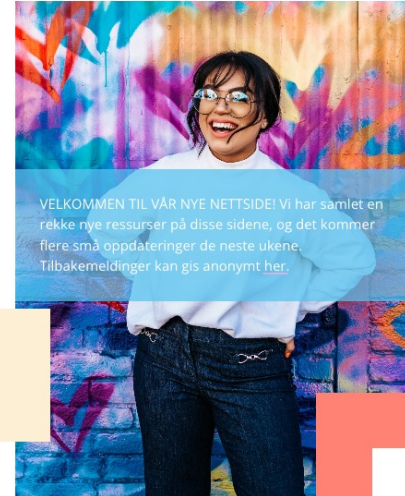 VELKOMMEN TIL VÅR NYE NETTSIDE! Vi har samlet en
rekke nye ressurser på disse sidene, og det kommer
flere små oppdateringer de neste ukene.
Tilbakemeldinger kan gis anonymt her.